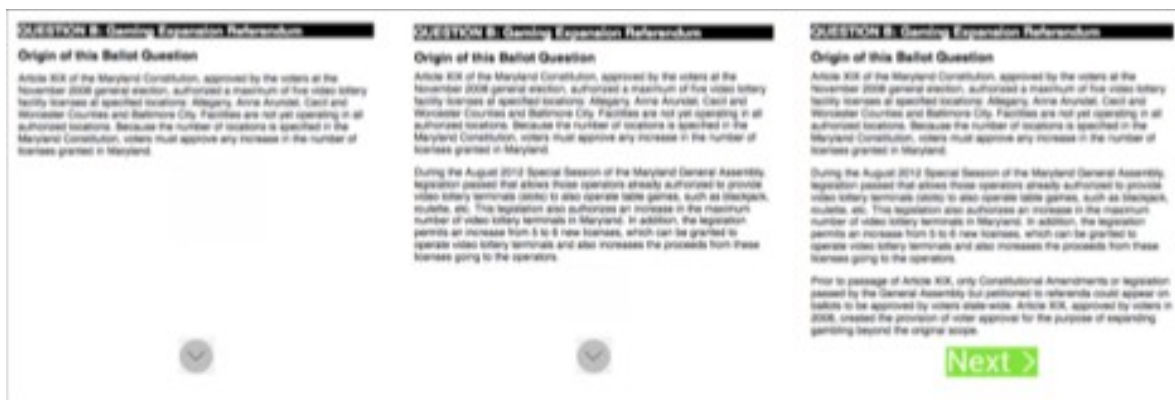 QUESTION B: Gaming Expansion Referendum
Origin of this Ballot Question
Article XIX of the Maryland Constitution, approved by the voters at the
November 2008 general election, authorized a maximum of five video lottery
facility licenses at specified locations: Allegany, Anne Arundel, Cecil and
Worcester Counties and Baltimore City. Facilities are not yet operating in all
authorized locations. Because the number of locations is specified in the
Maryland Constitution, voters must approve any increase in the number of
licenses granted in Maryland.
QUESTION B: Gaming Expansion Referendum
Origin of this Ballot Question
Article XIX of the Maryland Constitution, approved by the voters at the
November 2008 general election, authorized a maximum of five video lottery
facility licenses at specified locations: Allegany, Anne Arundel, Cecil and
Worcester Counties and Baltimore City. Facilities are not yet operating in all
authorized locations. Because the number of locations is specified in the
Maryland Constitution, voters must approve any increase in the number of
licenses granted in Maryland.
During the August 2012 Special Session of the Maryland General Assembly,
legislation passed that allows those operators already authorized to provide
video lottery terminals (slots) to also operate table games, such as blackjack,
roulette, etc. This legislation also authorizes an increase in the maximum
number of video lottery terminals in Maryland. In addition, the legislation
permits an increase from 5 to 6 new licenses, which can be granted to
operate video lottery terminals and also increases the proceeds from these
licenses going to the operators.
QUESTION B: Gaming Expansion Referendum
Origin of this Ballot Question
Article XIX of the Maryland Constitution, approved by the voters at the
November 2008 general election, authorized a maximum of five video lottery
facility licenses at specified locations: Allegany, Anne Arundel, Cecil and
Worcester Counties and Baltimore City. Facilities are not yet operating in all
authorized locations. Because the number of locations is specified in the
Maryland Constitution, voters must approve any increase in the number of
licenses granted in Maryland.
During the August 2012 Special Session of the Maryland General Assembly,
legislation passed that allows those operators already authorized to provide
video lottery terminals (slots) to also operate table games, such as blackjack,
roulette, etc. This legislation also authorizes an increase in the maximum
number of video lottery terminals in Maryland. In addition, the legislation
permits an increase from 5 to 6 new licenses, which can be granted to
operate video lottery terminals and also increases the proceeds from these
licenses going to the operators.
Prior to passage of Article XIX, only Constitutional Amendments or legislation
passed by the General Assembly but petitioned to referenda could appear on
ballots to be approved by voters state-wide. Article XIX, approved by voters in
2008, created the provision of voter approval for the purpose of expanding
gambling beyond the original scope.
Next >